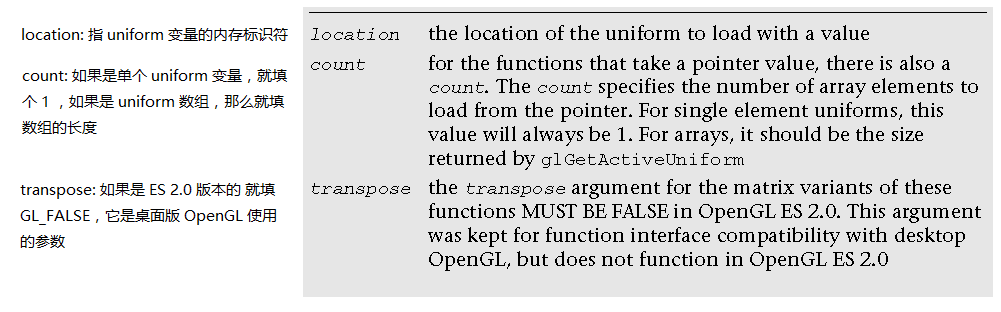 location: 指 uniform 变量的内存标识符
count: 如果是单个 uniform 变量，就填
个 1 ，如果是 uniform 数组，那么就填
数组的长度
transpose: 如果是 ES 2.0 版本的 就填
GL_FALSE，它是桌面版 OpenGL 使用
的参数
location the location of the uniform to load with a value
count for the functions that take a pointer value, there is also a
count. The count specifies the number of array elements to
load from the pointer. For single element uniforms, this
value will always be 1. For arrays, it should be the size
returned by glGetActiveUniform
transpose the transpose argument for the matrix variants of these
functions MUST BE FALSE in OpenGL ES 2.0. This argument
was kept for function interface compatibility with desktop
OpenGL, but does not function in OpenGL ES 2.0